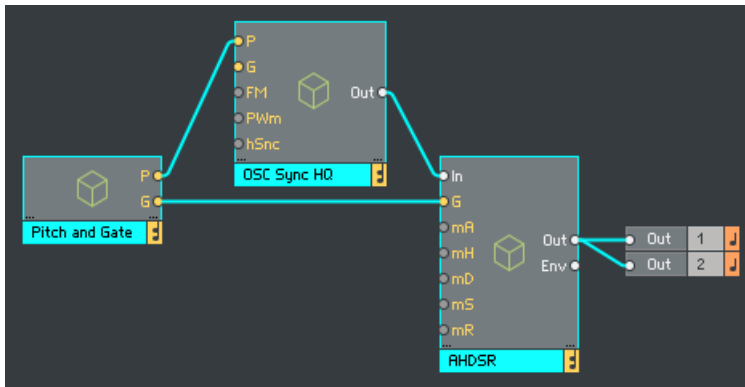 P
G
FM
PWm
hSnc
Out
OSC Sync HQ
P
G
Pitch and Gate
In
G
mA
mH
mD
mS
mR
Out
Env
AHDSR
Out 1
Out 2